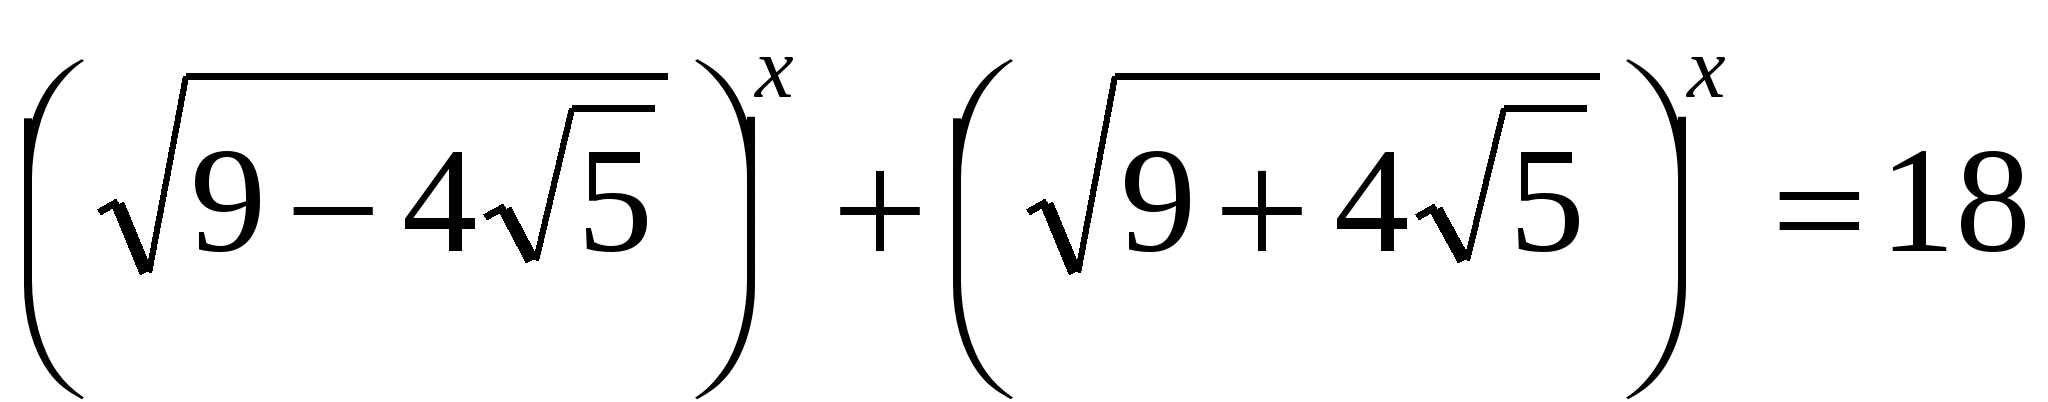 (√(9−4√5))ˣ + (√(9+4√5))ˣ = 18